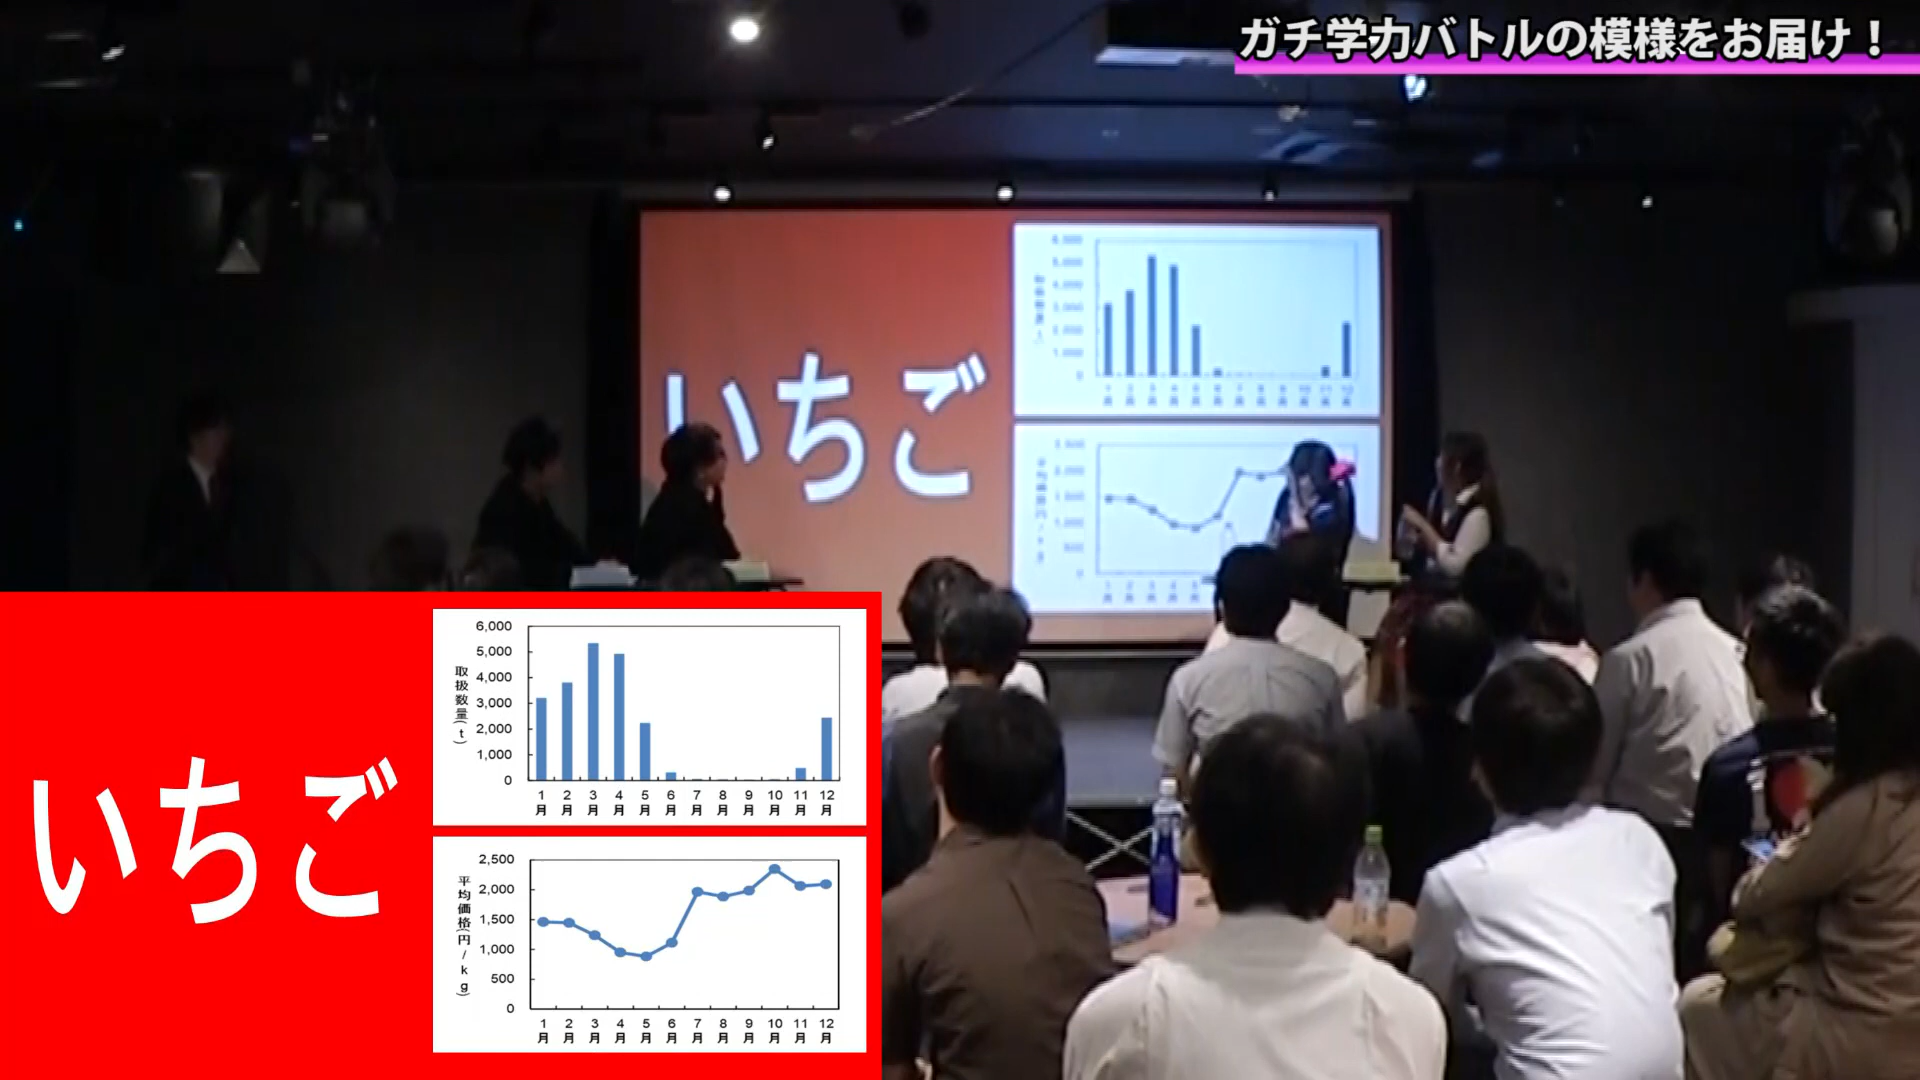 ガチ学力バトルの模様をお届け！
いちご
いちご
取扱数量(t)
6,000
5,000
4,000
3,000
2,000
1,000
0
1月 2月 3月 4月 5月 6月 7月 8月 9月 10月 11月 12月
平均価格(円/kg)
2,500
2,000
1,500
1,000
500
0
1月 2月 3月 4月 5月 6月 7月 8月 9月 10月 11月 12月